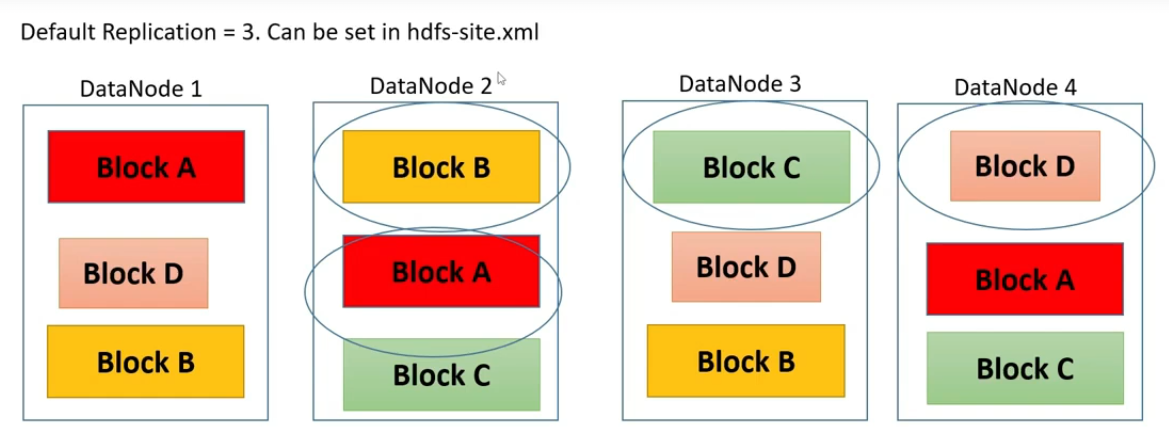 Default Replication = 3. Can be set in hdfs-site.xml
DataNode 1
DataNode 2
DataNode 3
DataNode 4
Block A
Block B
Block C
Block D
Block D
Block A
Block D
Block A
Block B
Block C
Block B
Block C